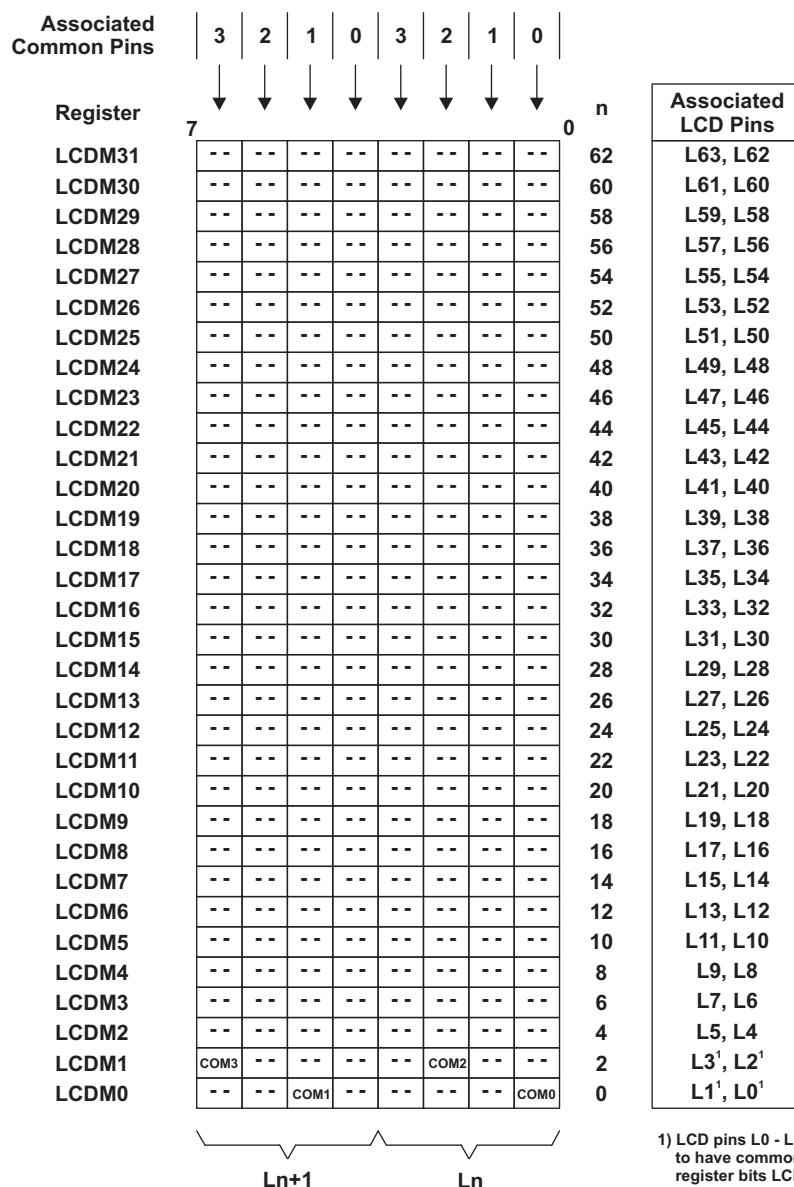 Associated
Common Pins 3 2 1 0 3 2 1 0
Register 7 0 n Associated
LCD Pins
LCDM31 -- -- -- -- -- -- -- -- 62 L63, L62
LCDM30 -- -- -- -- -- -- -- -- 60 L61, L60
LCDM29 -- -- -- -- -- -- -- -- 58 L59, L58
LCDM28 -- -- -- -- -- -- -- -- 56 L57, L56
LCDM27 -- -- -- -- -- -- -- -- 54 L55, L54
LCDM26 -- -- -- -- -- -- -- -- 52 L53, L52
LCDM25 -- -- -- -- -- -- -- -- 50 L51, L50
LCDM24 -- -- -- -- -- -- -- -- 48 L49, L48
LCDM23 -- -- -- -- -- -- -- -- 46 L47, L46
LCDM22 -- -- -- -- -- -- -- -- 44 L45, L44
LCDM21 -- -- -- -- -- -- -- -- 42 L43, L42
LCDM20 -- -- -- -- -- -- -- -- 40 L41, L40
LCDM19 -- -- -- -- -- -- -- -- 38 L39, L38
LCDM18 -- -- -- -- -- -- -- -- 36 L37, L36
LCDM17 -- -- -- -- -- -- -- -- 34 L35, L34
LCDM16 -- -- -- -- -- -- -- -- 32 L33, L32
LCDM15 -- -- -- -- -- -- -- -- 30 L31, L30
LCDM14 -- -- -- -- -- -- -- -- 28 L29, L28
LCDM13 -- -- -- -- -- -- -- -- 26 L27, L26
LCDM12 -- -- -- -- -- -- -- -- 24 L25, L24
LCDM11 -- -- -- -- -- -- -- -- 22 L23, L22
LCDM10 -- -- -- -- -- -- -- -- 20 L21, L20
LCDM9 -- -- -- -- -- -- -- -- 18 L19, L18
LCDM8 -- -- -- -- -- -- -- -- 16 L17, L16
LCDM7 -- -- -- -- -- -- -- -- 14 L15, L14
LCDM6 -- -- -- -- -- -- -- -- 12 L13, L12
LCDM5 -- -- -- -- -- -- -- -- 10 L11, L10
LCDM4 -- -- -- -- -- -- -- -- 8 L9, L8
LCDM3 -- -- -- -- -- -- -- -- 6 L7, L6
LCDM2 -- -- -- -- -- -- -- -- 4 L5, L4
LCDM1 COM3 -- -- -- -- COM2 -- -- 2 L3¹, L2¹
LCDM0 -- -- COM1 -- -- -- -- COM0 0 L1¹, L0¹
Ln+1 Ln
1) LCD pins L0 -
to have
register bits